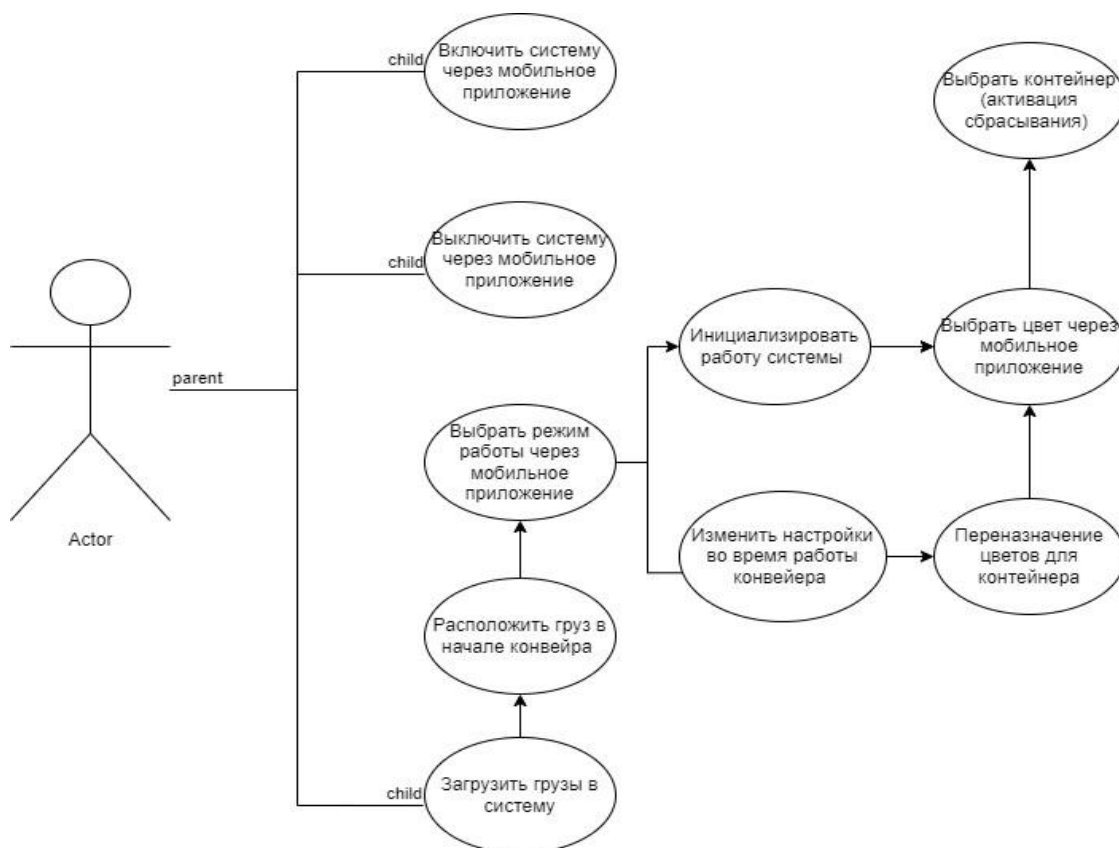 child
Включить систему
через мобильное
приложение
Выбрать контейнер
(активация
сбрасывания)
child
Выключить систему
через мобильное
приложение
parent
Actor
Инициализировать
работу системы
Выбрать цвет через
мобильное
приложение
Выбрать режим
работы через
мобильное
приложение
Изменить настройки
во время работы
конвейера
Переназначение
цветов для
контейнера
Расположить груз в
начале конвейра
child
Загрузить грузы в
систему